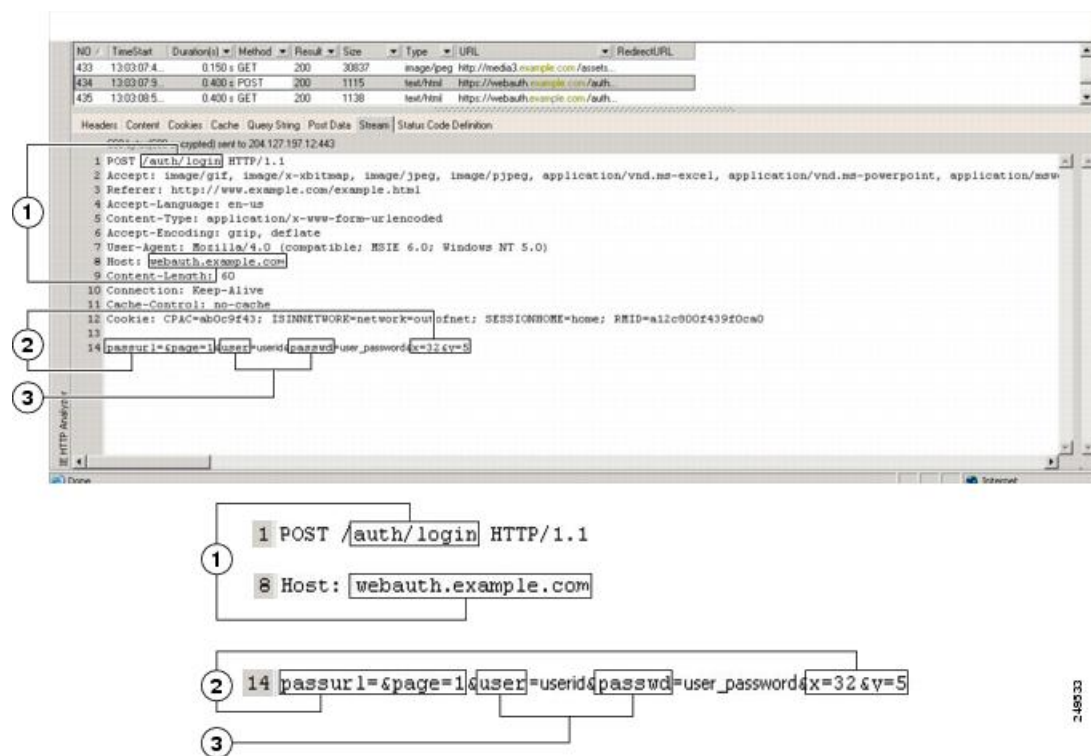 NO / TimeStart Duration(s) Method Result Size Type URL RedirectURL
433 13:03:07:4... 0.150 s GET 200 30837 image/jpeg http://media3.example.com/assets...
434 13:03:07:9... 0.400 s POST 200 1115 text/html https://webauth.example.com/auth...
435 13:03:08:5... 0.400 s GET 200 1138 text/html https://webauth.example.com/auth...
Headers Content Cookies Cache Query String Post Data Stream Status Code Definition
crypted) sent to 204.127.197.12:443
1 POST /auth/login HTTP/1.1
2 Accept: image/gif, image/x-xbitmap, image/jpeg, image/pjpeg, application/vnd.ms-excel, application/vnd.ms-powerpoint, application/msw
3 Referer: http://www.example.com/example.html
1
4 Accept-Language: en-us
5 Content-Type: application/x-www-form-urlencoded
6 Accept-Encoding: gzip, deflate
7 User-Agent: Mozilla/4.0 (compatible; MSIE 6.0; Windows NT 5.0)
8 Host: webauth.example.com
9 Content-Length: 60
10 Connection: Keep-Alive
11 Cache-Control: no-cache
12 Cookie: CPAC=ab0c9f43; ISINNETWORK=network=outofnet; SESSIONHOME=home; RMID=a12c000f439f0ca0
13
2
14 passurl=&page=1&user=userid&passwd=user_password&x=32&y=5
3
IE HTTP Analyzer
Done Internet
1
1 POST /auth/login HTTP/1.1
8 Host: webauth.example.com
2
14 passurl=&page=1&user=userid&passwd=user_password&x=32&y=5
3
249533